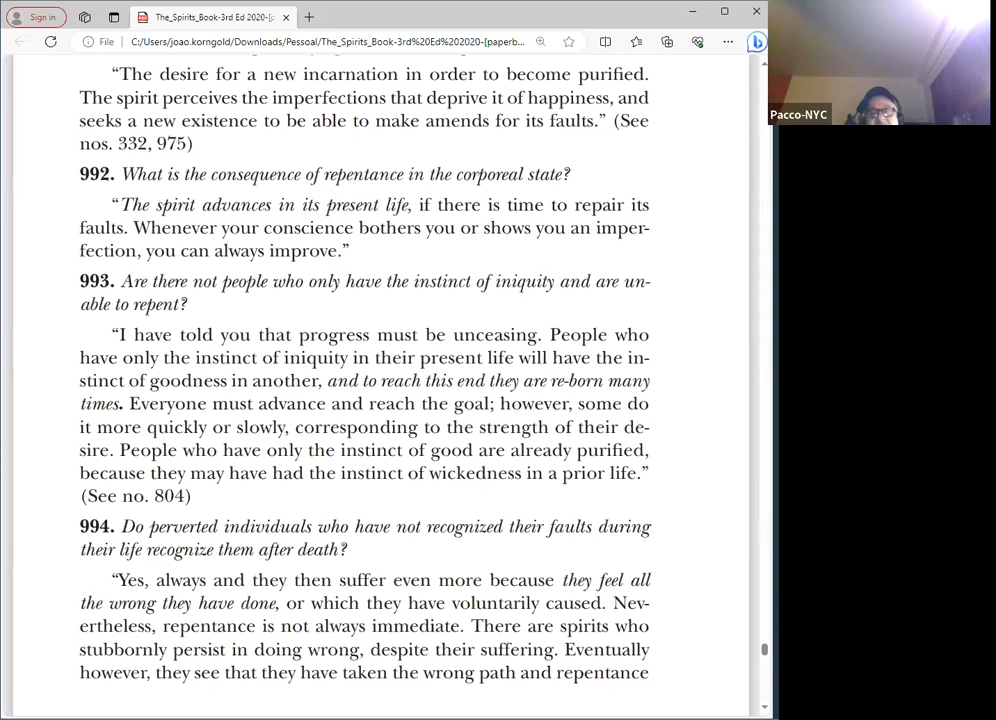 Sign in
The_Spirits_Book-3rd Ed 2020-[p
File
C:/Users/joao.korngold/Downloads/Pessoal/The_Spirits_Book-3rd%20Ed%202020-[paperb...
“The desire for a new incarnation in order to become purified.
The spirit perceives the imperfections that deprive it of happiness, and
seeks a new existence to be able to make amends for its faults.” (See
nos. 332, 975)
992. What is the consequence of repentance in the corporeal state?
“The spirit advances in its present life, if there is time to repair its
faults. Whenever your conscience bothers you or shows you an imper-
fection, you can always improve.”
993. Are there not people who only have the instinct of iniquity and are un-
able to repent?
“I have told you that progress must be unceasing. People who
have only the instinct of iniquity in their present life will have the in-
stinct of goodness in another, and to reach this end they are re-born many
times. Everyone must advance and reach the goal; however, some do
it more quickly or slowly, corresponding to the strength of their de-
sire. People who have only the instinct of good are already purified,
because they may have had the instinct of wickedness in a prior life.”
(See no. 804)
994. Do perverted individuals who have not recognized their faults during
their life recognize them after death?
“Yes, always and they then suffer even more because they feel all
the wrong they have done, or which they have voluntarily caused. Nev-
ertheless, repentance is not always immediate. There are spirits who
stubbornly persist in doing wrong, despite their suffering. Eventually
however, they see that they have taken the wrong path and repentance
Pacco-NYC